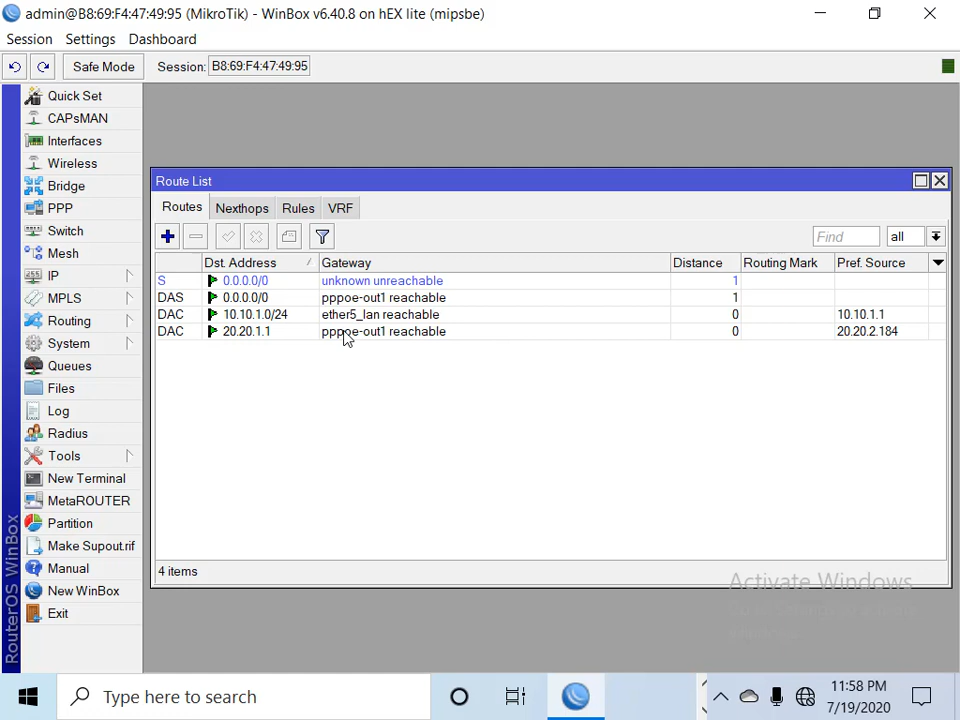 admin@B8:69:F4:47:49:95 (MikroTik) - WinBox v6.40.8 on hEX lite (mipsbe)
Session Settings Dashboard
Safe Mode Session: B8:69:F4:47:49:95
Quick Set
CAPsMAN
Interfaces
Wireless
Bridge
PPP
Switch
Mesh
IP
MPLS
Routing
System
Queues
Files
Log
Radius
Tools
New Terminal
MetaROUTER
Partition
Make Supout.rif
Manual
New WinBox
Exit
RouterOS WinBox
Route List
Routes Nexthops Rules VRF
Find all
Dst. Address Gateway Distance Routing Mark Pref. Source
S 0.0.0.0/0 unknown unreachable 1
DAS 0.0.0.0/0 pppoe-out1 reachable 1
DAC 10.10.1.0/24 ether5_lan reachable 0 10.10.1.1
DAC 20.20.1.1 pppoe-out1 reachable 0 20.20.2.184
4 items
Activate Windows
Type here to search
11:58 PM
7/19/2020